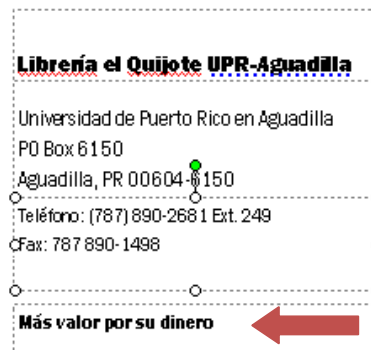 Librería el Quijote UPR-Aguadilla
Universidad de Puerto Rico en Aguadilla
PO Box 6150
Aguadilla, PR 00604-6150
Teléfono: (787) 890-2681 Ext. 249
Fax: 787 890-1498
Más valor por su dinero